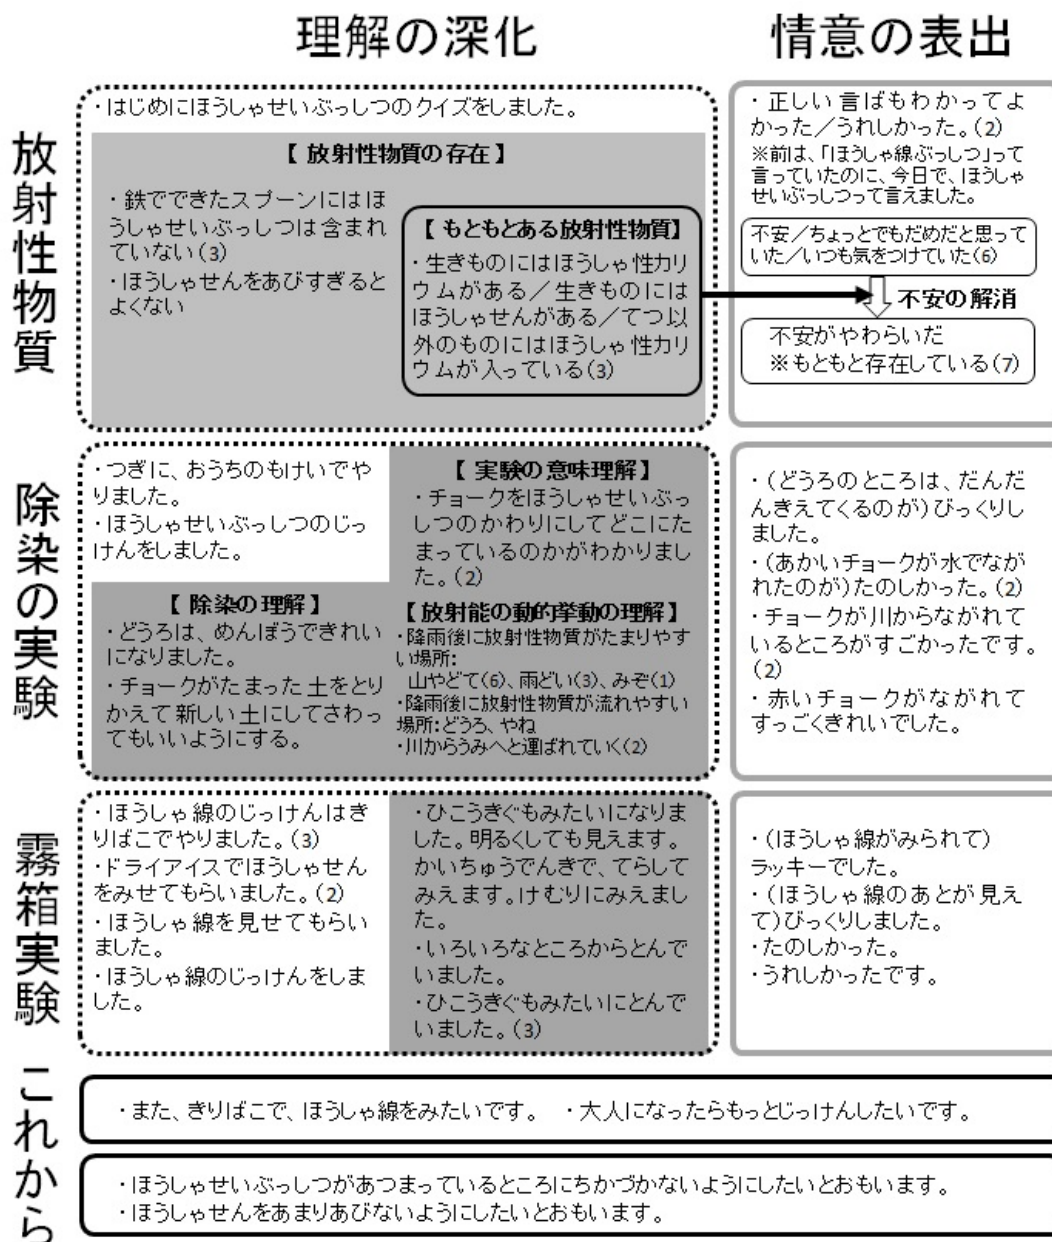 理解の深化
情意の表出
放射性物質
・はじめにほうしゃせいぶっしつのクイズをしました。
【 放射性物質の存在 】
・鉄でできたスプーンにはほ
うしゃせいぶっしつは含まれ
ていない(3)
・ほうしゃせんをあびすぎると
よくない
【 もともとある放射性物質】
・生きものにはほうしゃ性カリ
ウムがある／生きものには
ほうしゃせんがある／てつ以
外のものにはほうしゃ性カリ
ウムが入っている(3)
・正しい言ばもわかってよ
かった／うれしかった。(2)
※前は、「ほうしゃ線ぶっしつ」って
言っていたのに、今日で、ほうしゃ
せいぶっしつって言えました。
不安／ちょっとでもだめだと思って
いた／いつも気をつけていた(6)
不安の解消
不安がやわらいだ
※もともと存在している(7)
除染の実験
・つぎに、おうちのもけいでや
りました。
・ほうしゃせいぶっしつのじっ
けんをしました。
【 除染の理解 】
・どうろは、めんぼうできれい
になりました。
・チョークがたまった土をとり
かえて新しい土にしてさわっ
てもいいようにする。
【 実験の意味理解 】
・チョークをほうしゃせいぶっ
しつのかわりにしてどこにた
まっているのかがわかりまし
た。(2)
【放射能の動的挙動の理解】
・降雨後に放射性物質がたまりやす
い場所:
山やどて(6)、雨どい(3)、みぞ(1)
・降雨後に放射性物質が流れやすい
場所:どうろ、やね
・川からうみへと運ばれていく(2)
・(どうろのところは、だんだ
んきえてくるのが)びっくりし
ました。
・(あかいチョークが水でなが
れたのが)たのしかった。(2)
・チョークが川からながれて
いるところがすごかったです。
(2)
・赤いチョークがながれて
すっごくきれいでした。
霧箱実験
・ほうしゃ線のじっけんはき
りばこでやりました。(3)
・ドライアイスでほうしゃせん
をみせてもらいました。(2)
・ほうしゃ線を見せてもらい
ました。
・ほうしゃ線のじっけんをしま
した。
・ひこうきぐもみたいになりま
した。明るくしても見えます。
かいちゅうでんきで、てらして
みえます。けむりにみえまし
た。
・いろいろなところからとんで
いました。
・ひこうきぐもみたいにとんで
いました。(3)
・(ほうしゃ線がみられて)
ラッキーでした。
・(ほうしゃ線のあとが見え
て)びっくりしました。
・たのしかった。
・うれしかったです。
これから
・また、きりばこで、ほうしゃ線をみたいです。 ・大人になったらもっとじっけんしたいです。
・ほうしゃせいぶっしつがあつまっているところにちかづかないようにしたいとおもいます。
・ほうしゃせんをあまりあびないようにしたいとおもいます。